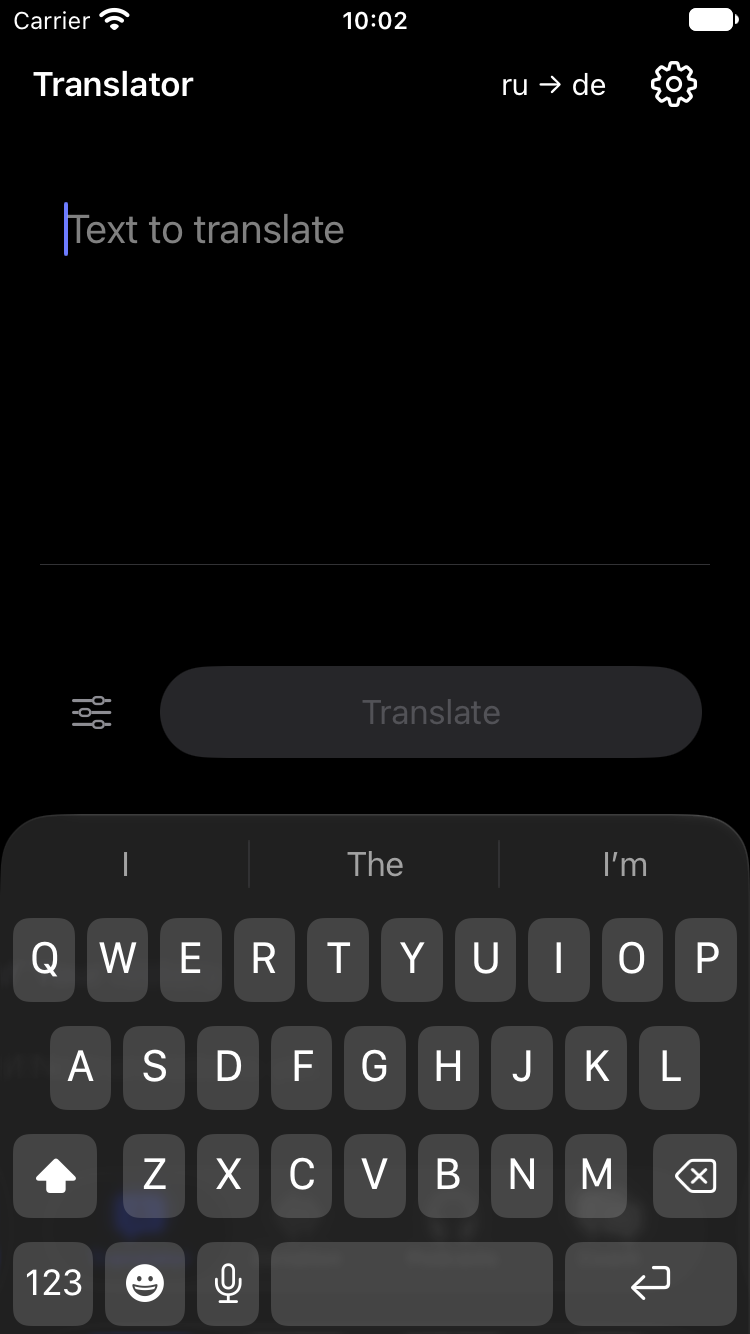 Carrier 10:02
Translator ru → de
Text to translate
Translate
I The I’m
Q W E R T Y U I O P
A S D F G H J K L
Z X C V B N M
123